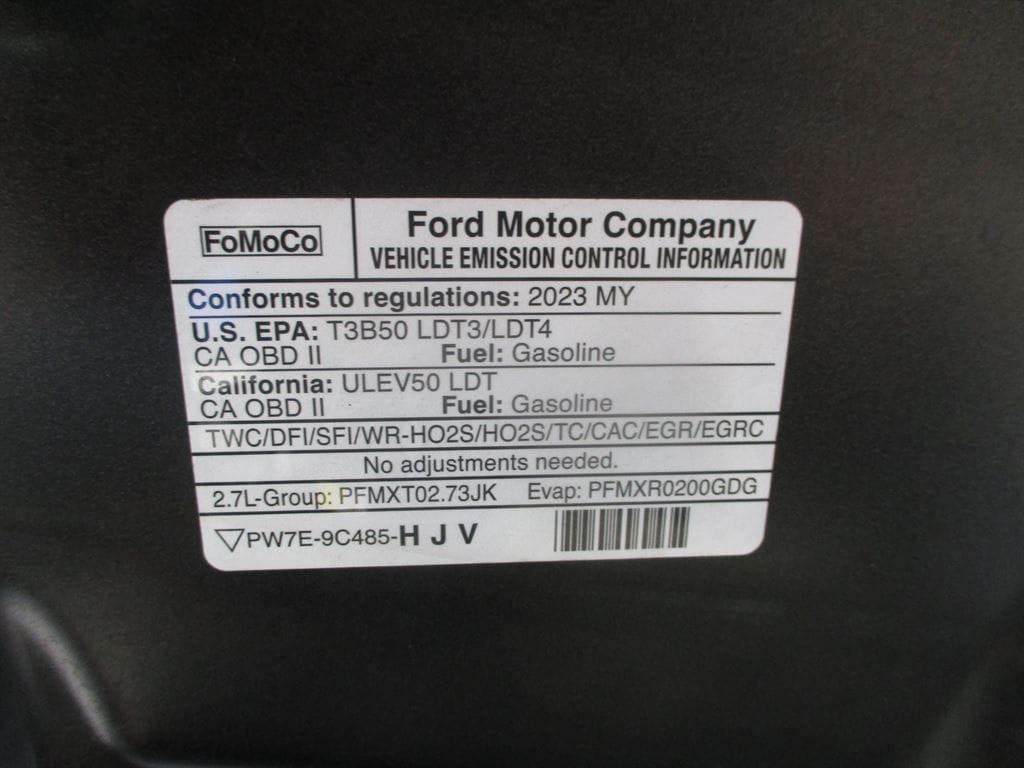 FoMoCo
Ford Motor Company
VEHICLE EMISSION CONTROL INFORMATION
Conforms to regulations: 2023 MY
U.S. EPA: T3B50 LDT3/LDT4
CA OBD II Fuel: Gasoline
California: ULEV50 LDT
CA OBD II Fuel: Gasoline
TWC/DFI/SFI/WR-HO2S/HO2S/TC/CAC/EGR/EGRC
No adjustments needed.
2.7L-Group: PFMXT02.73JK Evap: PFMXR0200GDG
PW7E-9C485-H J V